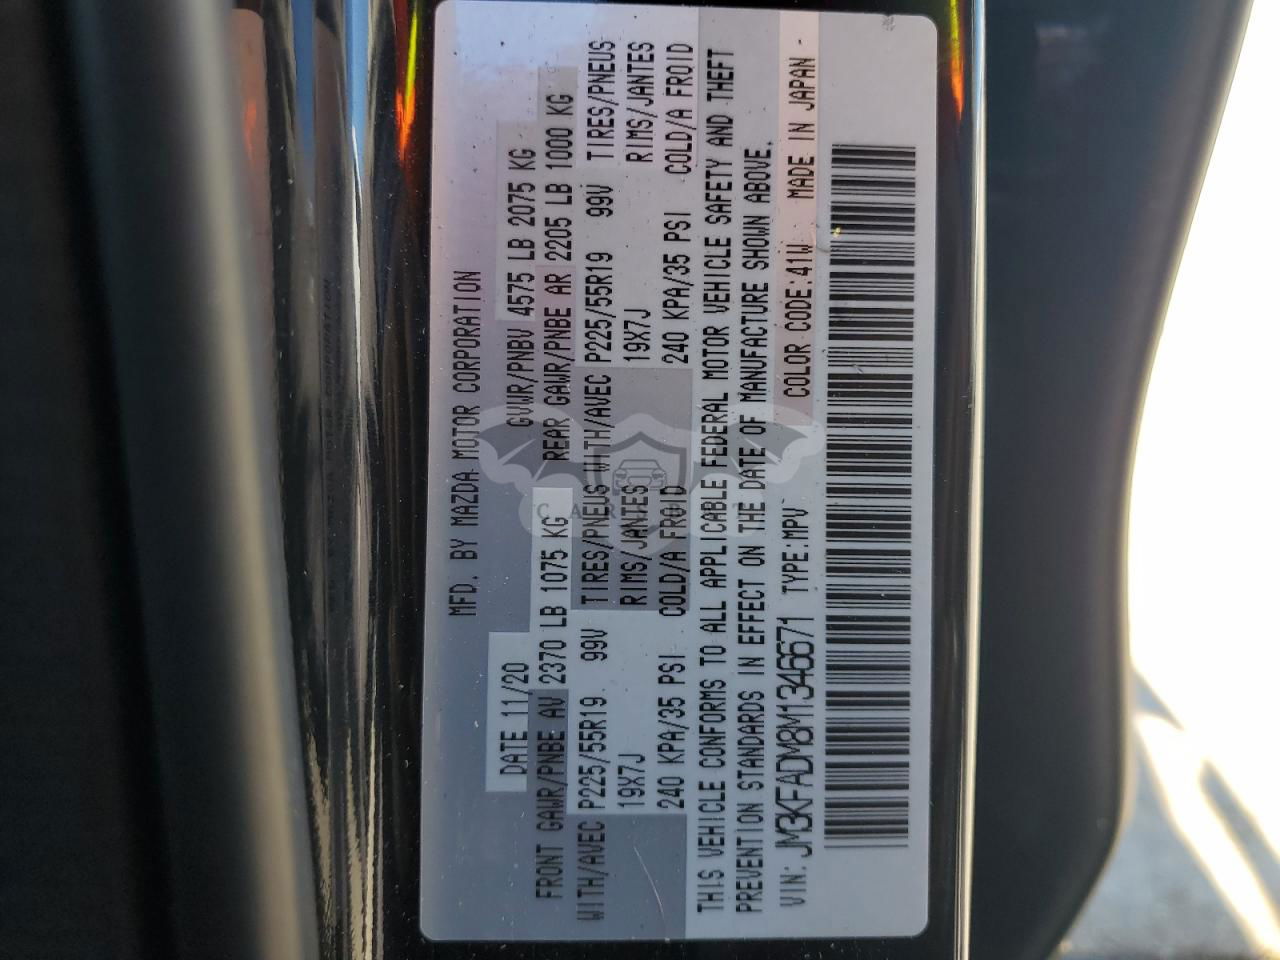 MFD. BY MAZDA MOTOR CORPORATION
DATE 11/20 GVWR/PNBV 4575 LB 2075 KG
FRONT GAWR/PNBE AV 2370 LB 1075 KG REAR GAWR/PNBE AR 2205 LB 1000 KG
WITH/AVEC P225/55R19 99V TIRES/PNEUS WITH/AVEC P225/55R19 99V TIRES/PNEUS
19X7J RIMS/JANTES 19X7J RIMS/JANTES
240 KPA/35 PSI COLD/A FROID 240 KPA/35 PSI COLD/A FROID
THIS VEHICLE CONFORMS TO ALL APPLICABLE FEDERAL MOTOR VEHICLE SAFETY AND THEFT
PREVENTION STANDARDS IN EFFECT ON THE DATE OF MANUFACTURE SHOWN ABOVE.
VIN: JM3KFADM8M1346671 TYPE:MPV COLOR CODE:41W MADE IN JAPAN